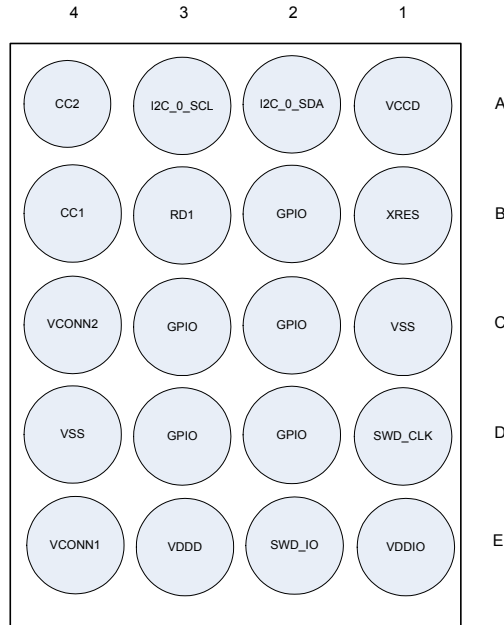 4 3 2 1
CC2 I2C_0_SCL I2C_0_SDA VCCD A
CC1 RD1 GPIO XRES B
VCONN2 GPIO GPIO VSS C
VSS GPIO GPIO SWD_CLK D
VCONN1 VDDD SWD_IO VDDIO E